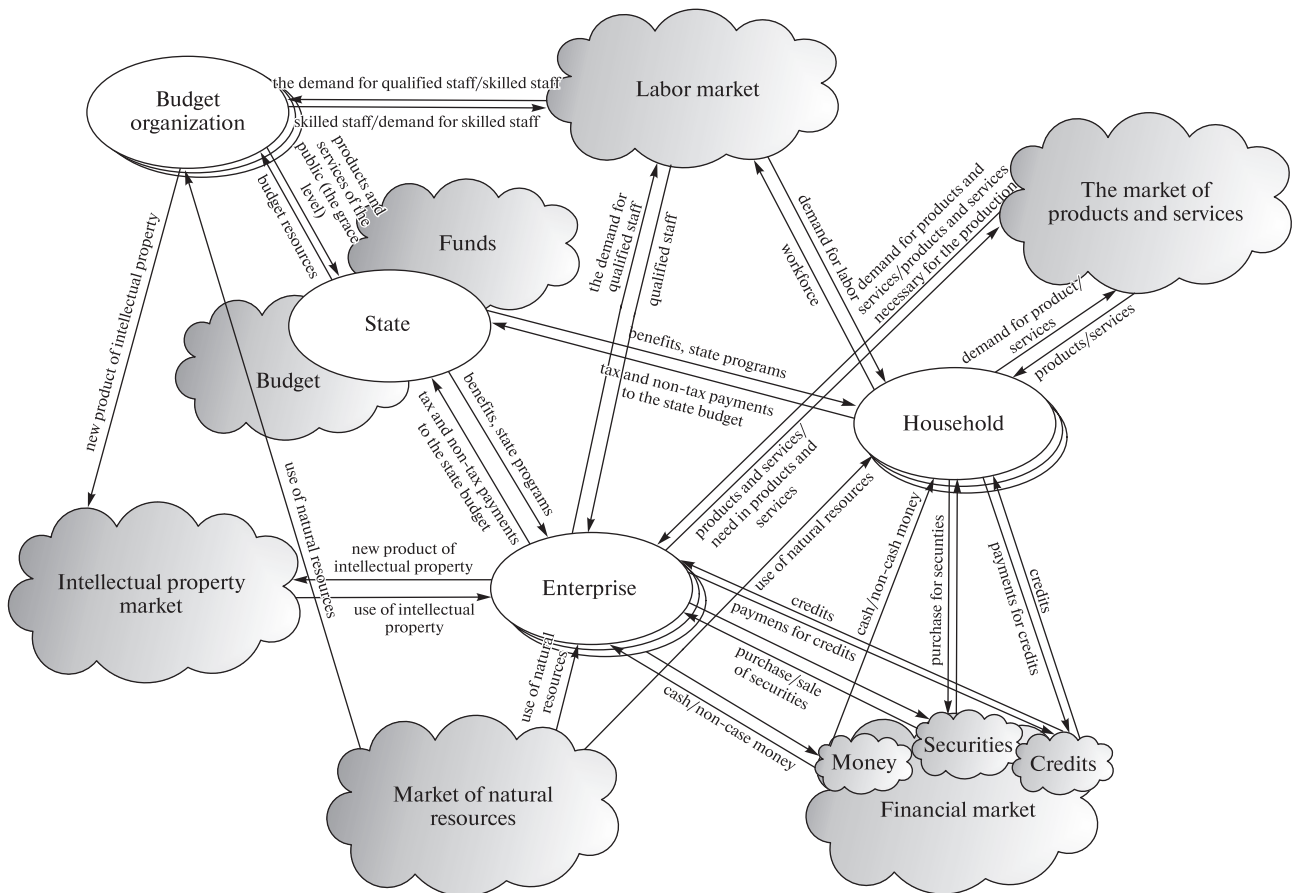 the demand for qualified staff/skilled staff
skilled staff/demand for skilled staff
Budget
organization
Labor market
The market of
products and services
products and
services of the
public (the grace
level)
budget resources
Funds
State
Budget
the demand for
qualified staff
qualified staff
demand for labor
workforce
demand for products and
services/products and services
necessary for the production
demand for product/
services
products/services
new product of intellectual property
benefits, state programs
tax and non-tax payments
to the state budget
Household
benefits, state programs
tax and non-tax payments
to the state budget
products and services/
need in products and
services
use of natural resources
use of natural resources
Intellectual property
market
new product of
intellectual property
use of intellectual
property
Enterprise
cash/non-cash money
purchase for securties
credits
payments for credits
credits
paymens for credits
purchase/sale
of securities
cash/non-case money
use of natural
resources
Market of natural
resources
Money
Securities
Credits
Financial market